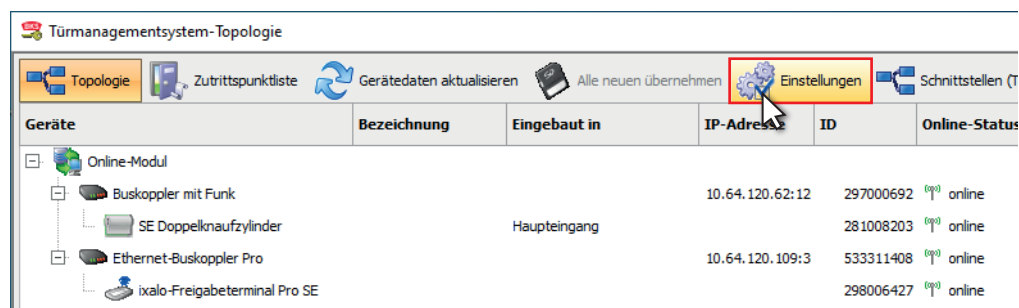 Türmanagementsystem-Topologie
Topologie Zutrittspunktliste Gerätedaten aktualisieren Alle neuen übernehmen Einstellungen Schnittstellen (T
Geräte Bezeichnung Eingebaut in IP-Adresse ID Online-Status
Online-Modul
Buskoppler mit Funk 10.64.120.62:12 297000692 online
SE Doppelknaufzylinder Haupteingang 281008203 online
Ethernet-Buskoppler Pro 10.64.120.109:3 533311408 online
ixalo-Freigabeterminal Pro SE 298006427 online